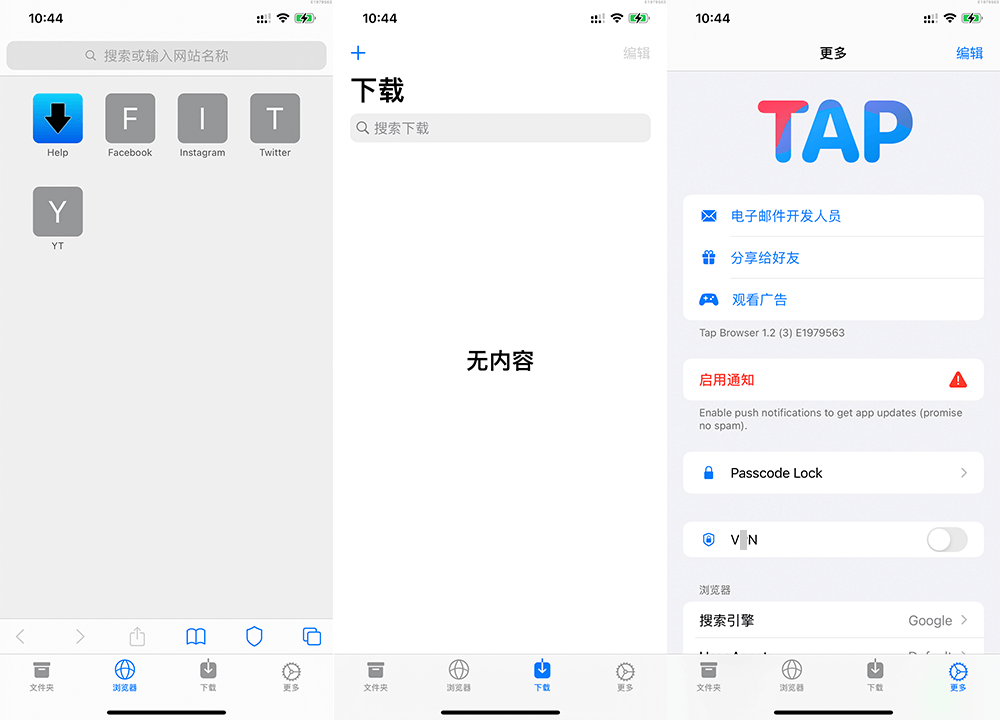 E1979563
10:44
搜索或输入网站名称
Help
F
Facebook
I
Instagram
T
Twitter
Y
YT
文件夹
浏览器
下载
更多
E1979563
10:44
编辑
下载
搜索下载
无内容
文件夹
浏览器
下载
更多
E1979563
10:44
更多
编辑
TAP
电子邮件开发人员
分享给好友
观看广告
Tap Browser 1.2 (3) E1979563
启用通知
Enable push notifications to get app updates (promise
no spam).
Passcode Lock
V N
浏览器
搜索引擎
Google
文件夹
浏览器
下载
更多